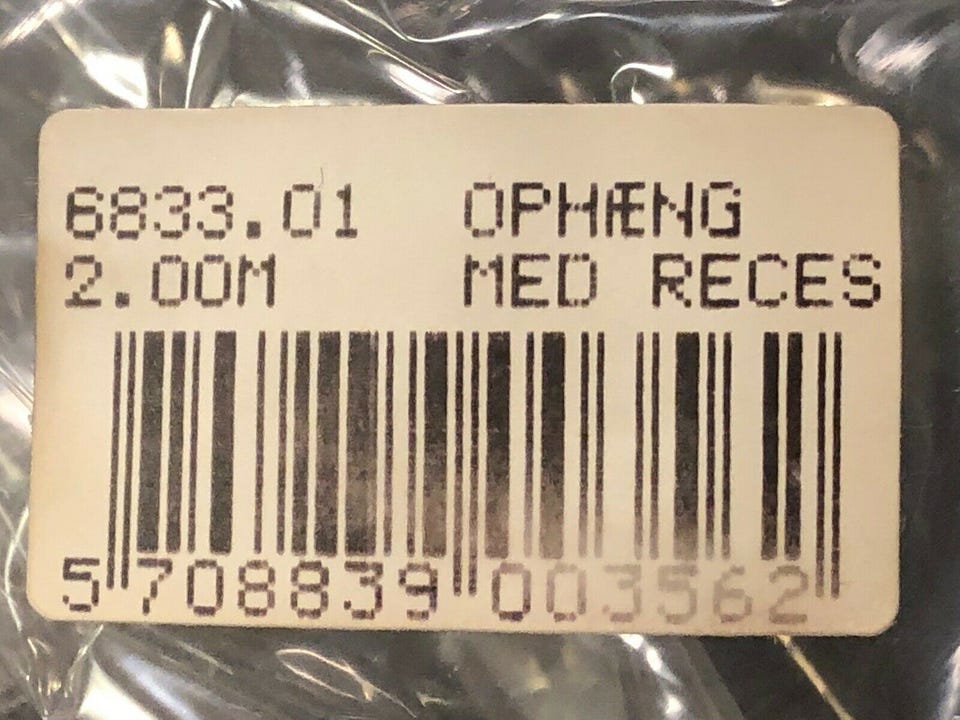 6833.01 OPHÆNG
2.00M MED RECES
5 708839 003562